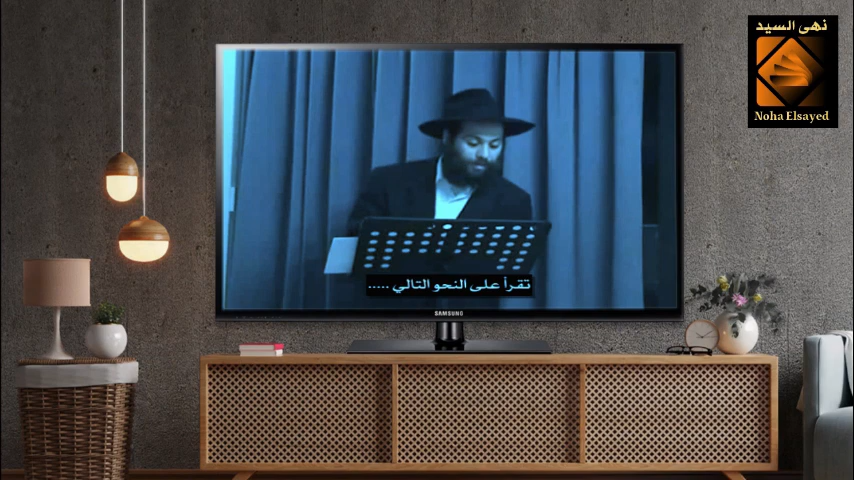 نهى السيد
Noha Elsayed
تقرأ على النحو التالي .....
SAMSUNG